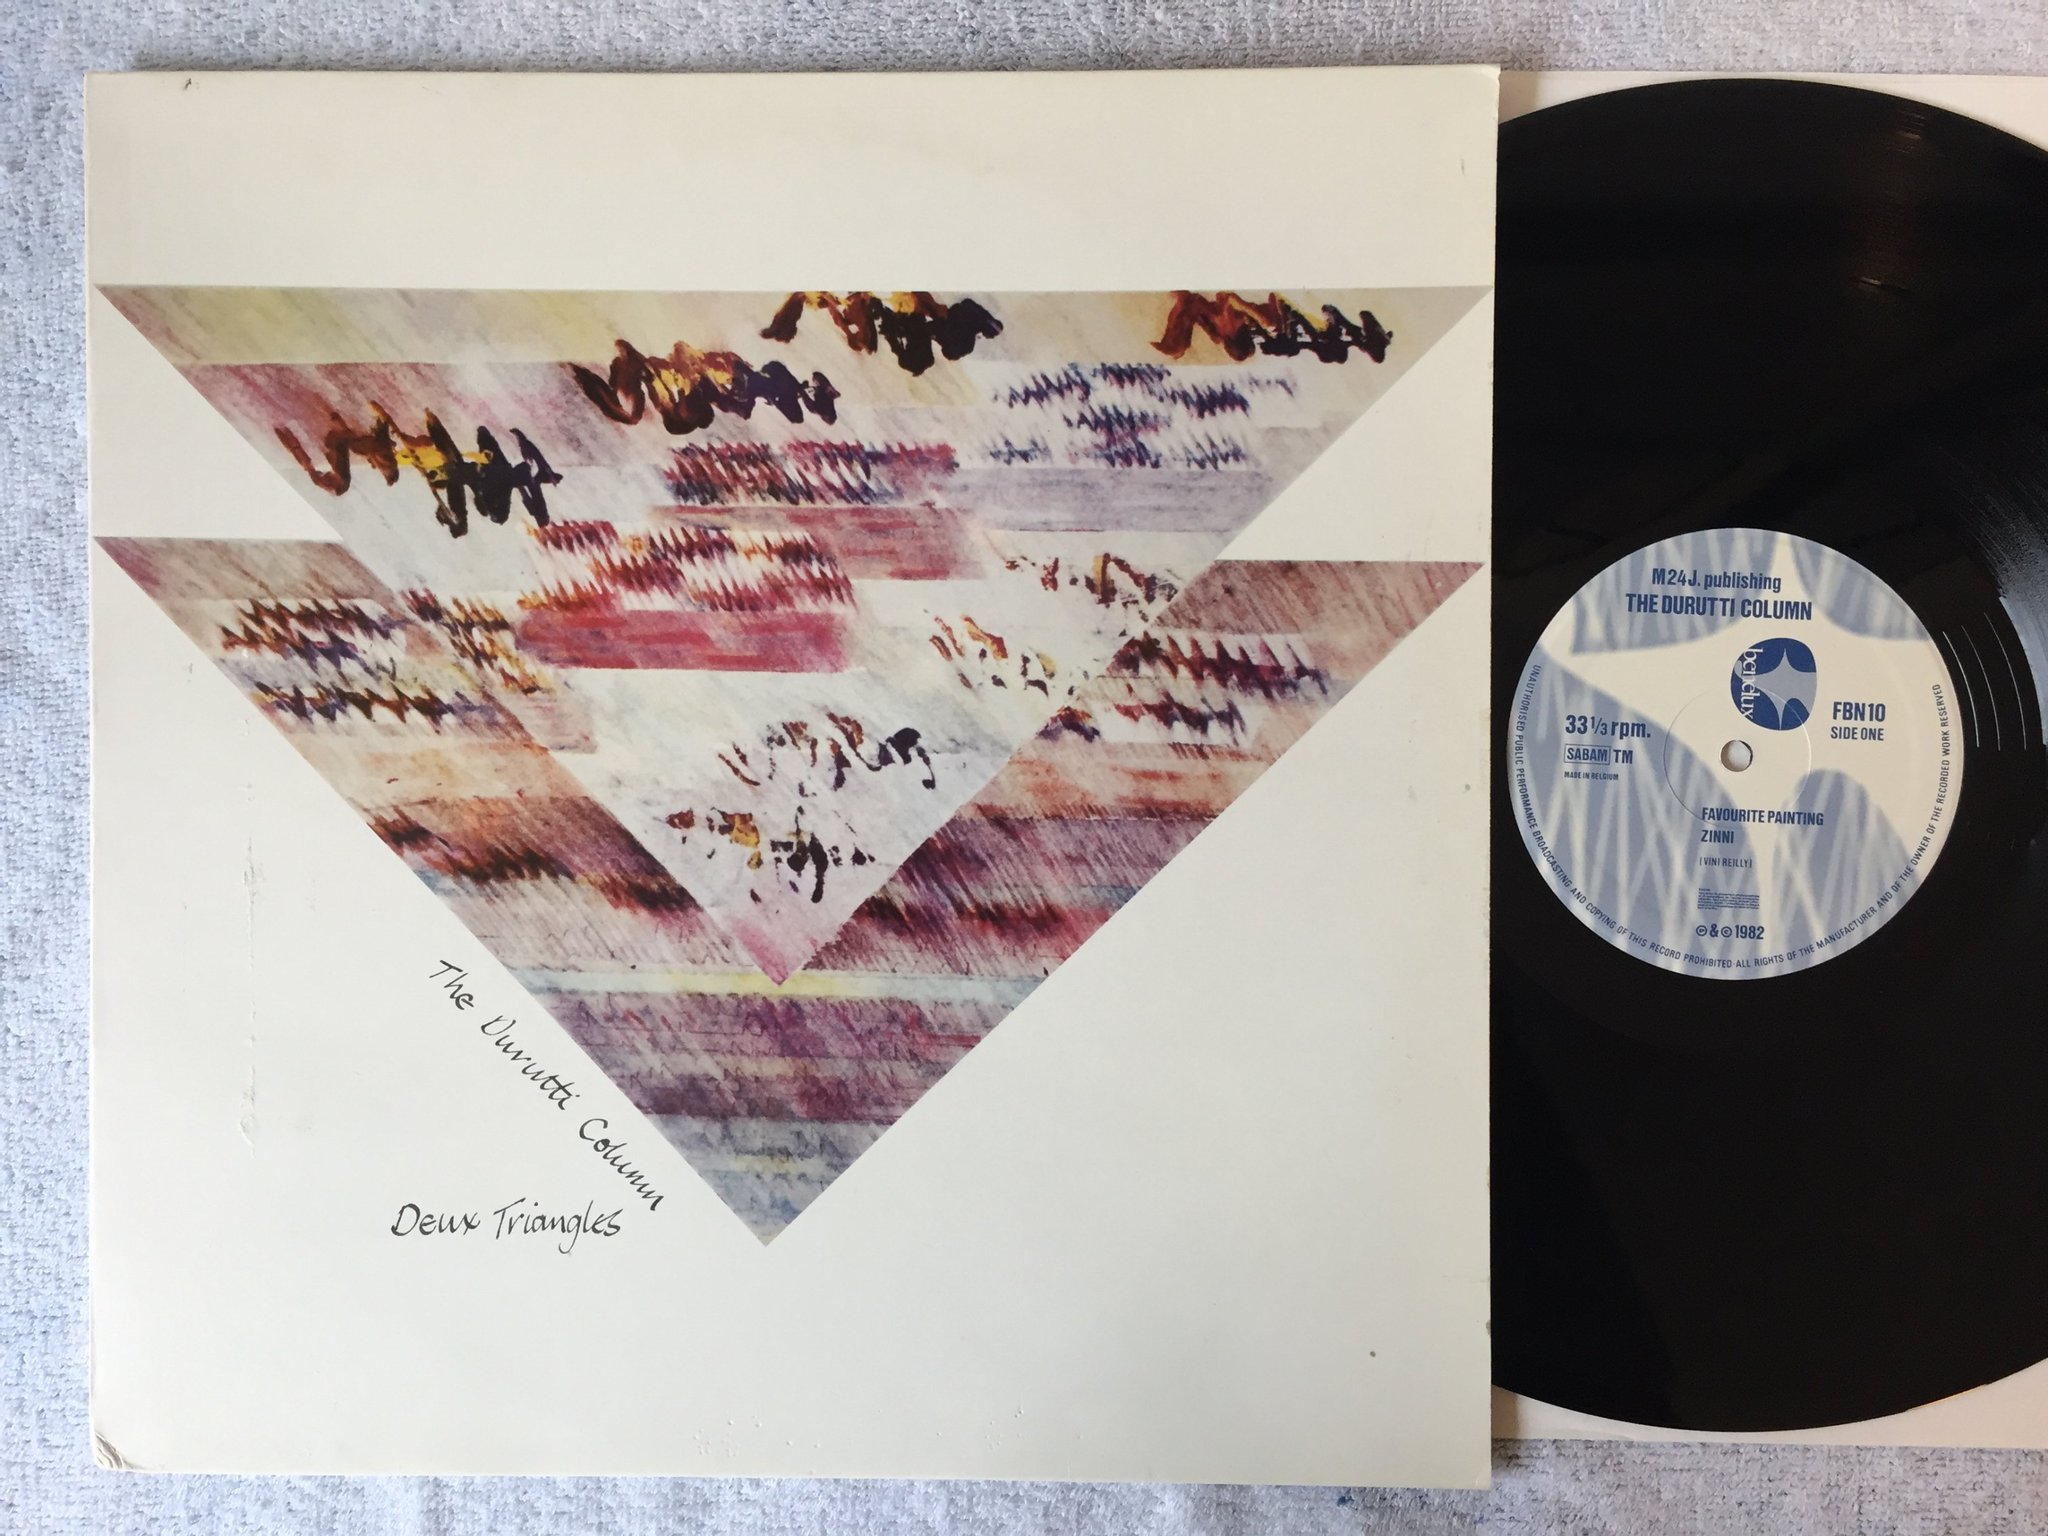 The Durutti Column
Deux Triangles
M24J. publishing
THE DURUTTI COLUMN
benelux
33 1/3 rpm.
SABAM TM
MADE IN BELGIUM
FBN10
SIDE ONE
FAVOURITE PAINTING
ZINNI
(VINI REILLY)
℗ & © 1982
UNAUTHORISED PUBLIC PERFORMANCE BROADCASTING AND COPYING OF THIS RECORD PROHIBITED·ALL RIGHTS OF THE MANUFACTURER AND OF THE OWNER OF THE RECORDED WORK RESERVED